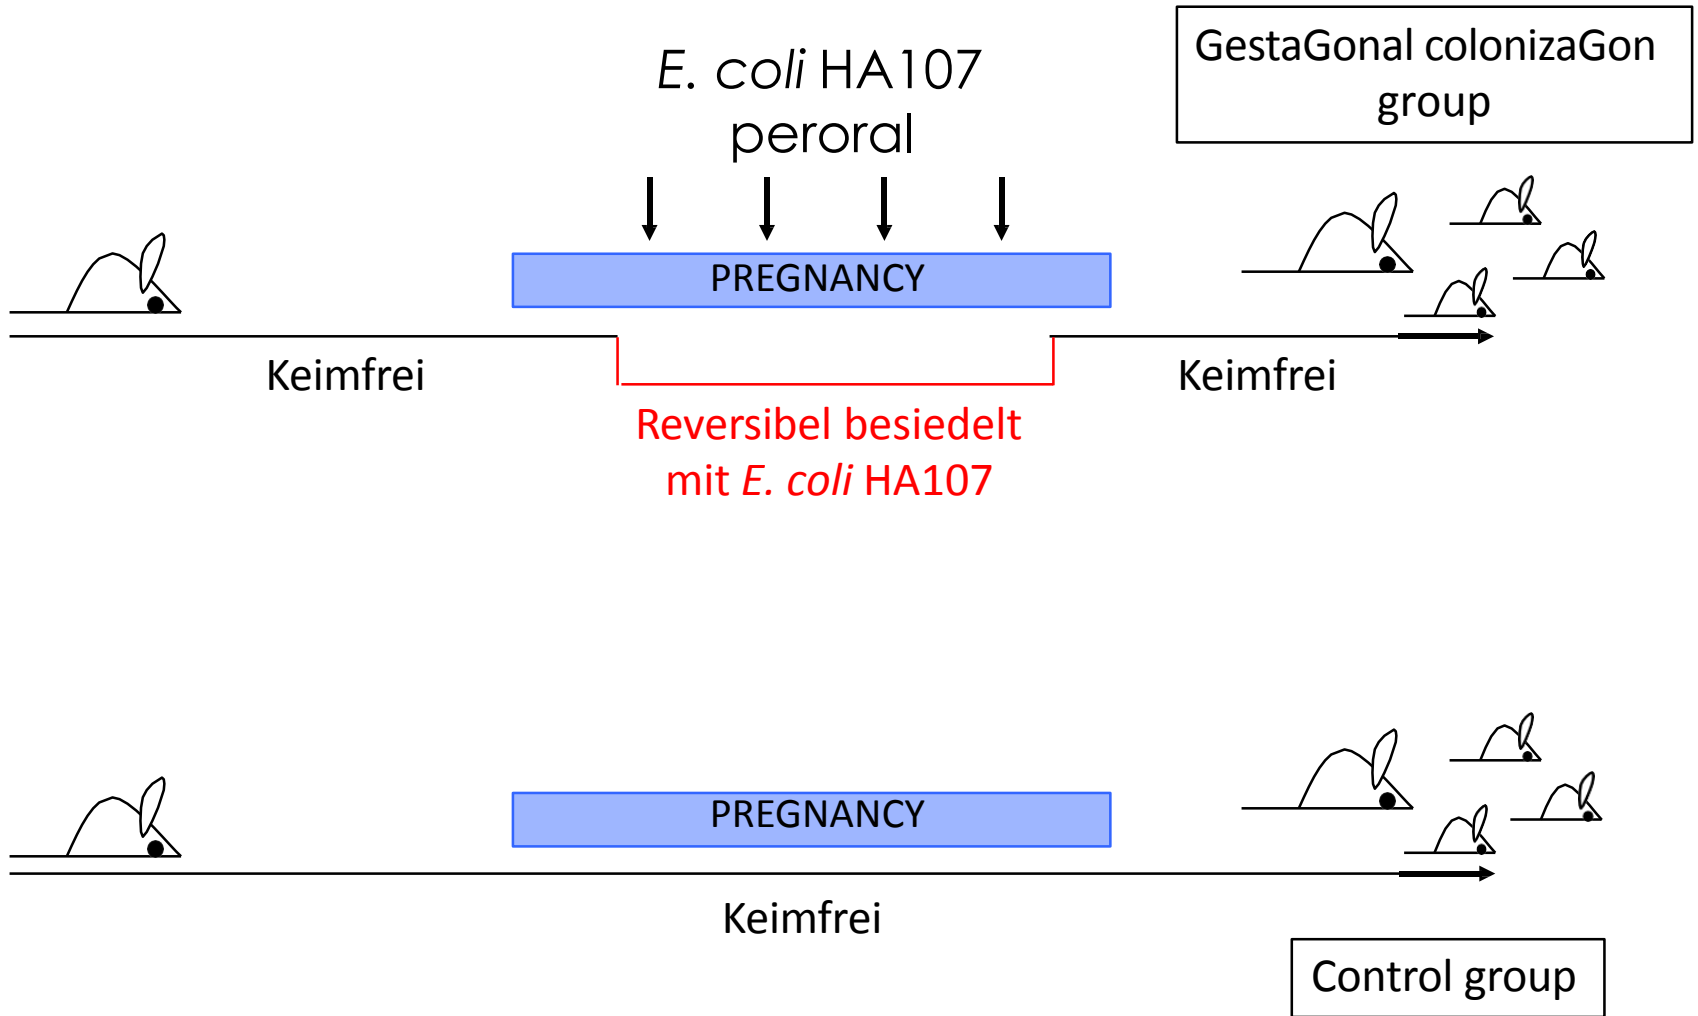 E. coli HA107
peroral
GestaGonal colonizaGon
group
PREGNANCY
Keimfrei
Keimfrei
Reversibel besiedelt
mit E. coli HA107
PREGNANCY
Keimfrei
Control group